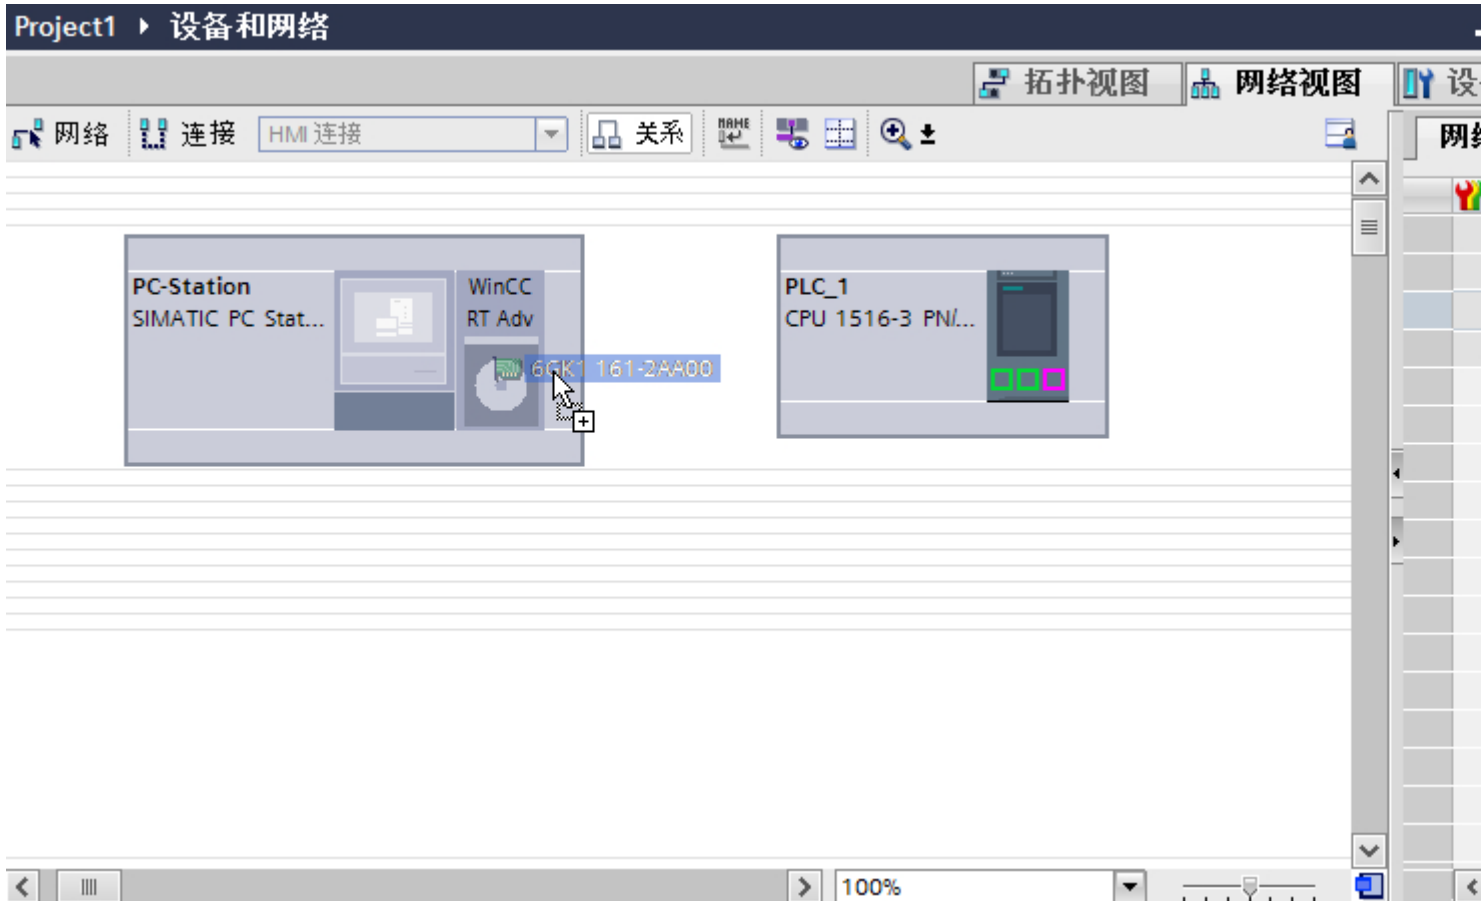 Project1 ▸ 设备和网络
拓扑视图 网络视图 设
网络 连接 HMI 连接 关系 NAME 网
PC-Station
SIMATIC PC Stat...
WinCC
RT Adv
6GK1 161-2AA00
PLC_1
CPU 1516-3 PN/...
100%